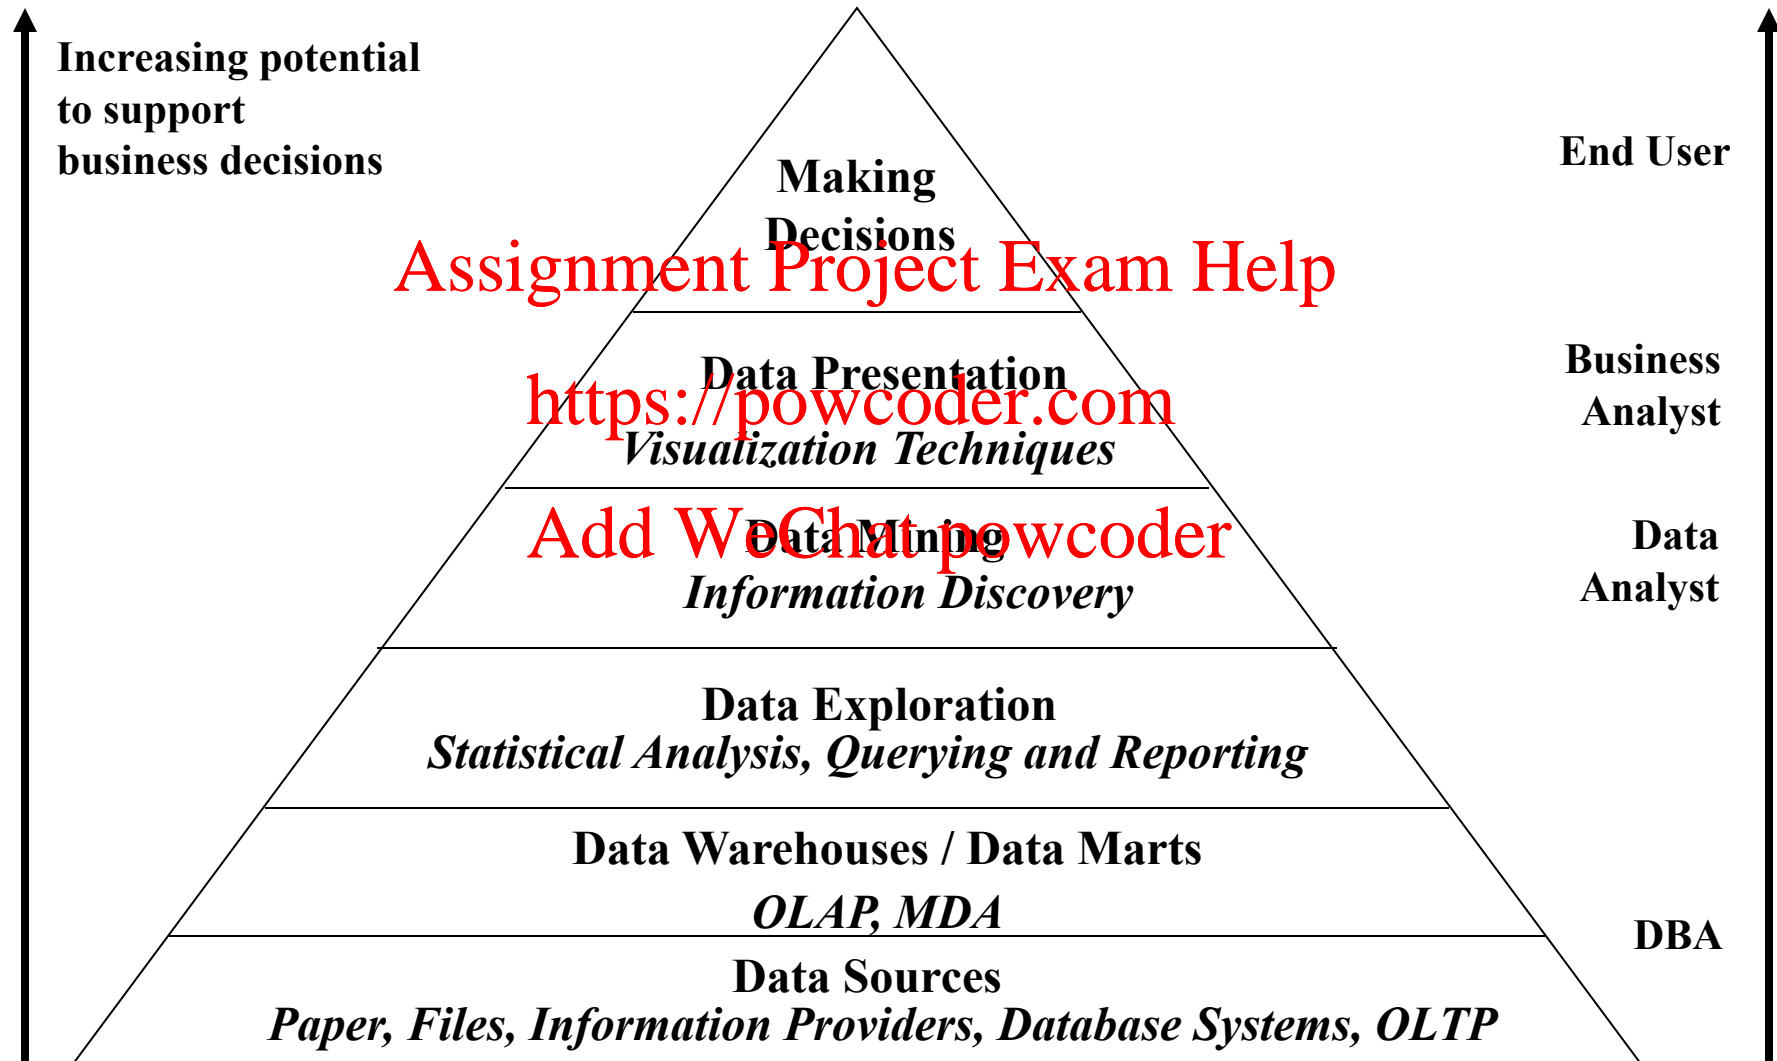 Increasing potential
to support
business decisions
End User
Making
Decisions
Assignment Project Exam Help
Business
Analyst
Data Presentation
https://powcoder.com
Visualization Techniques
Data
Analyst
Data Mining
Add WeChat powcoder
Information Discovery
Data Exploration
Statistical Analysis, Querying and Reporting
Data Warehouses / Data Marts
OLAP, MDA
DBA
Data Sources
Paper, Files, Information Providers, Database Systems, OLTP